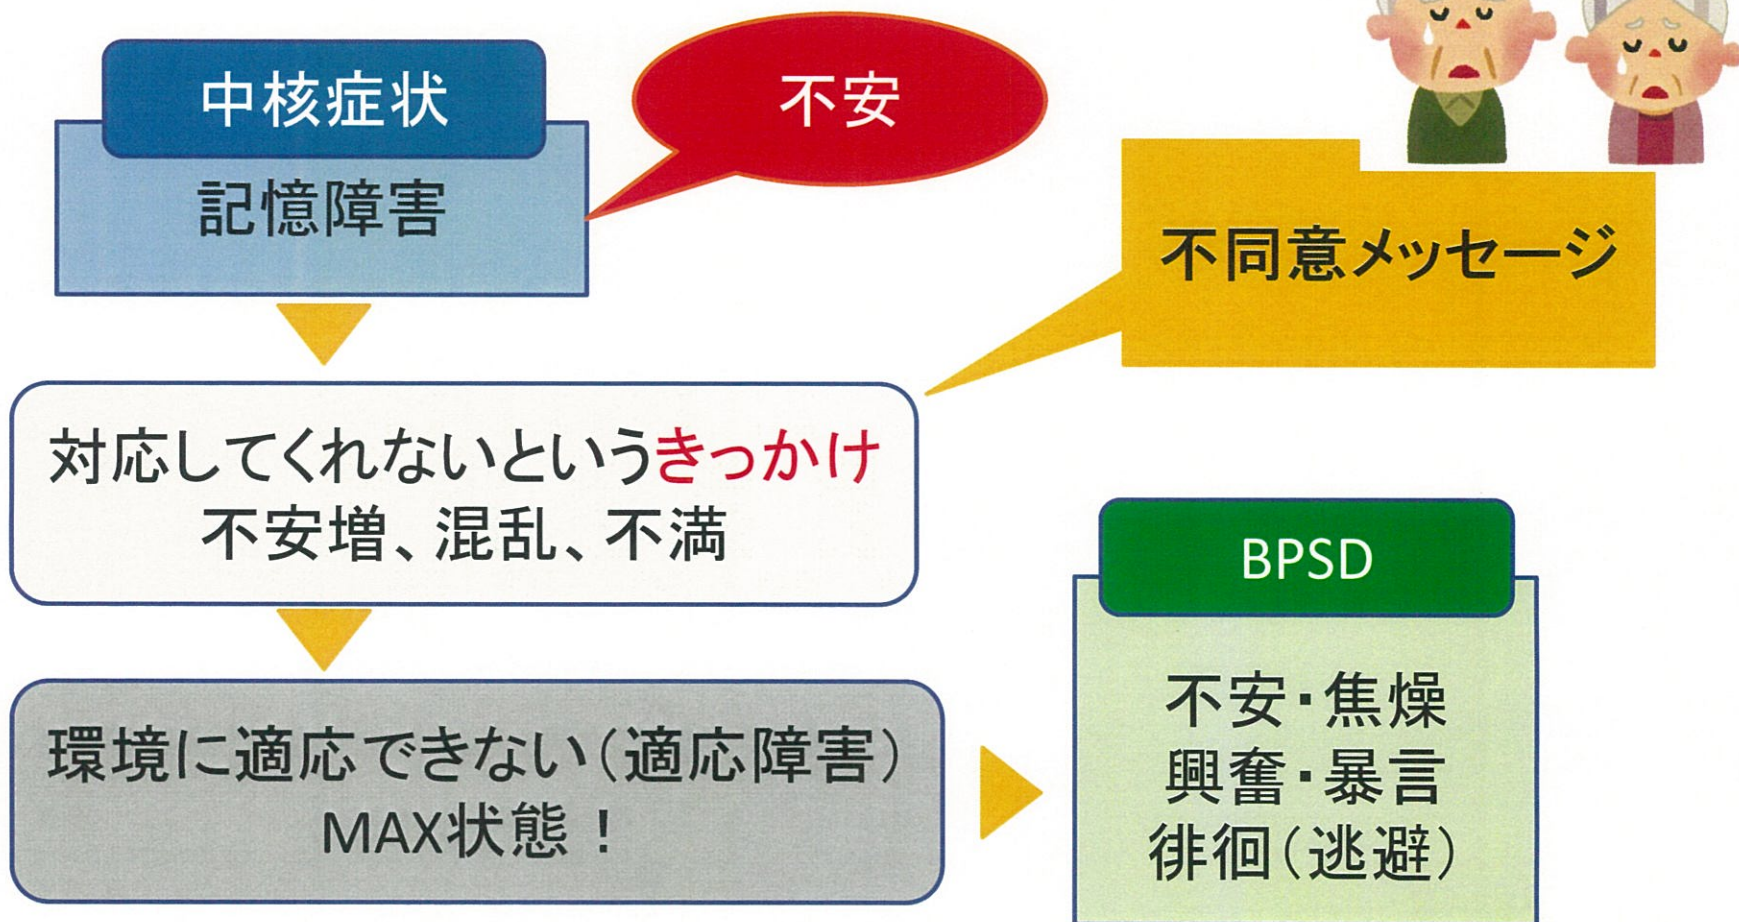 中核症状
記憶障害
不安
不同意メッセージ
対応してくれないというきっかけ
不安増、混乱、不満
環境に適応できない（適応障害）
MAX状態！
BPSD
不安・焦燥
興奮・暴言
徘徊（逃避）